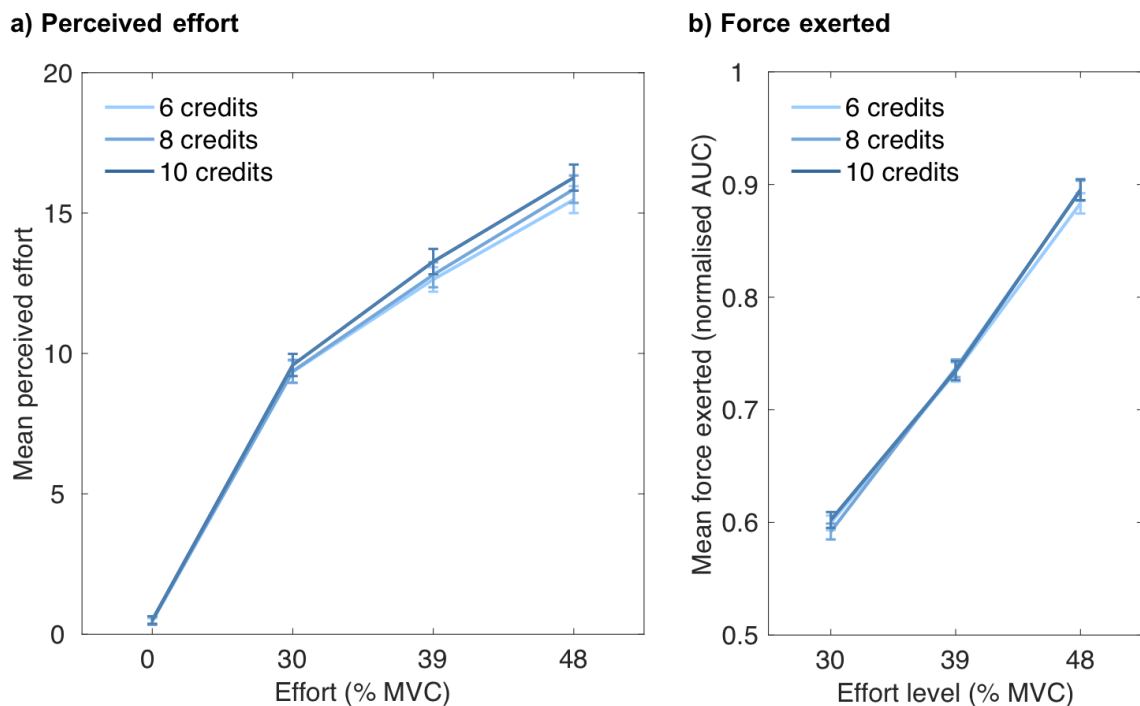 a) Perceived effort
20
15
10
5
0
6 credits
8 credits
10 credits
Mean perceived effort
0 30 39 48
Effort (% MVC)
b) Force exerted
1
0.9
0.8
0.7
0.6
0.5
6 credits
8 credits
10 credits
Mean force exerted (normalised AUC)
30 39 48
Effort level (% MVC)